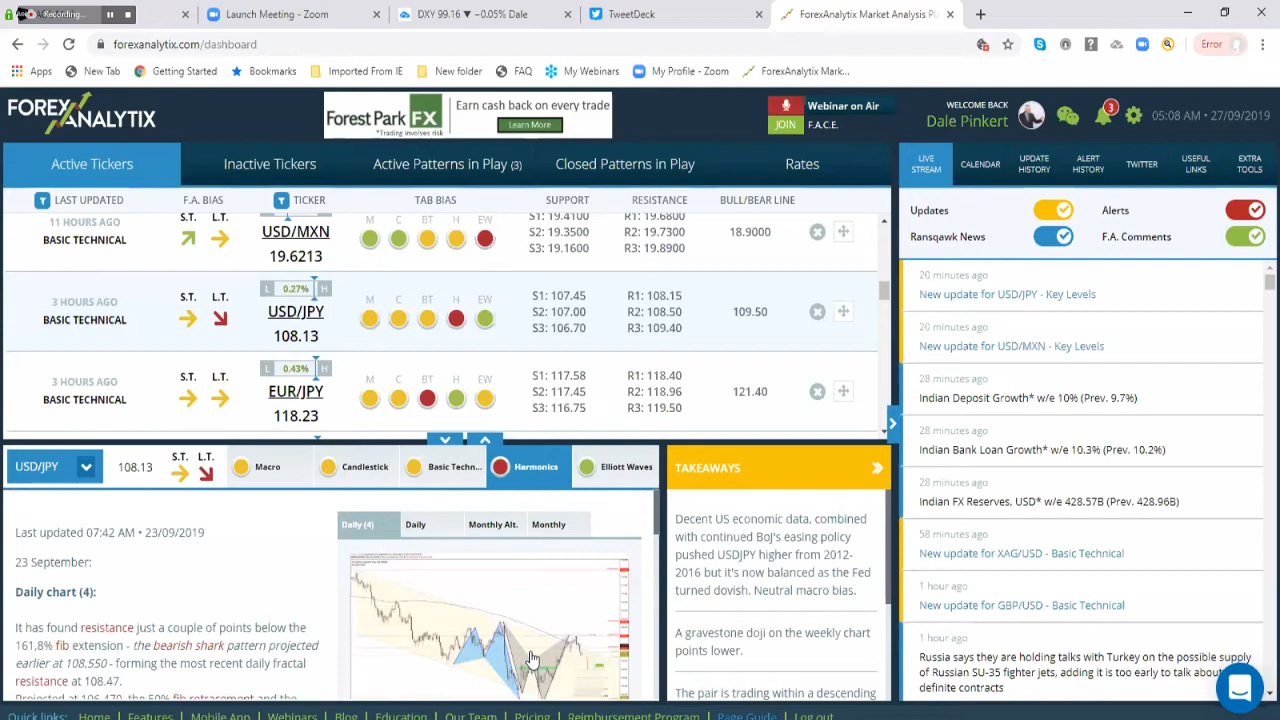 Recording...
Launch Meeting - Zoom
DXY 99.16 ▼ −0.05% Dale
TweetDeck
ForexAnalytix Market Analysis Pl
forexanalytix.com/dashboard
Error
Apps
New Tab
Getting Started
Bookmarks
Imported From IE
New folder
FAQ
My Webinars
My Profile - Zoom
ForexAnalytix Mark...
FOREX ANALYTIX
Forest Park FX
*Trading involves risk
Earn cash back on every trade
Learn More
Webinar on Air
JOIN F.A.C.E.
WELCOME BACK
Dale Pinkert
3
05:08 AM • 27/09/2019
Active Tickers
Inactive Tickers
Active Patterns in Play (3)
Closed Patterns in Play
Rates
LAST UPDATED F.A. BIAS TICKER TAB BIAS SUPPORT RESISTANCE BULL/BEAR LINE
11 HOURS AGO
BASIC TECHNICAL
S.T. L.T.
USD/MXN
19.6213
M C BT H EW
S1: 19.4100
S2: 19.3500
S3: 19.1600
R1: 19.6800
R2: 19.7300
R3: 19.8900
18.9000
3 HOURS AGO
BASIC TECHNICAL
S.T. L.T.
L 0.27% H
USD/JPY
108.13
M C BT H EW
S1: 107.45
S2: 107.00
S3: 106.70
R1: 108.15
R2: 108.50
R3: 109.40
109.50
3 HOURS AGO
BASIC TECHNICAL
S.T. L.T.
L 0.43% H
EUR/JPY
118.23
M C BT H EW
S1: 117.58
S2: 117.45
S3: 116.75
R1: 118.40
R2: 118.96
R3: 119.50
121.40
USD/JPY
108.13
S.T. L.T.
Macro
Candlestick
Basic Techn...
Harmonics
Elliott Waves
Last updated 07:42 AM • 23/09/2019
23 September:
Daily chart (4):
It has found resistance just a couple of points below the
161,8% fib extension - the bearish shark pattern projected
earlier at 108.550 - forming the most recent daily fractal
resistance at 108.47.
Projected at 106.470, the 50% fib retracement and the
Daily (4)
Daily
Monthly Alt.
Monthly
TAKEAWAYS
Decent US economic data, combined
with continued BoJ's easing policy
pushed USDJPY higher from 2012-
2016 but it's now balanced as the Fed
turned dovish. Neutral macro bias.
A gravestone doji on the weekly chart
points lower.
The pair is trading within a descending
LIVE STREAM
CALENDAR
UPDATE HISTORY
ALERT HISTORY
TWITTER
USEFUL LINKS
EXTRA TOOLS
Updates
Alerts
Ransqawk News
F.A. Comments
20 minutes ago
New update for USD/JPY - Key Levels
20 minutes ago
New update for USD/MXN - Key Levels
28 minutes ago
Indian Deposit Growth* w/e 10% (Prev. 9.7%)
28 minutes ago
Indian Bank Loan Growth* w/e 10.3% (Prev. 10.2%)
28 minutes ago
Indian FX Reserves, USD* w/e 428.57B (Prev. 428.96B)
58 minutes ago
New update for XAG/USD - Basic Technical
1 hour ago
New update for GBP/USD - Basic Technical
1 hour ago
Russia says they are holding talks with Turkey on the possible supply
of Russian SU-35 fighter jets, adding it is too early to talk about
definite contracts
Quick links: Home | Features | Mobile App | Webinars | Blog | Education | Our Team | Pricing | Reimbursement Program | Page Guide | Log out